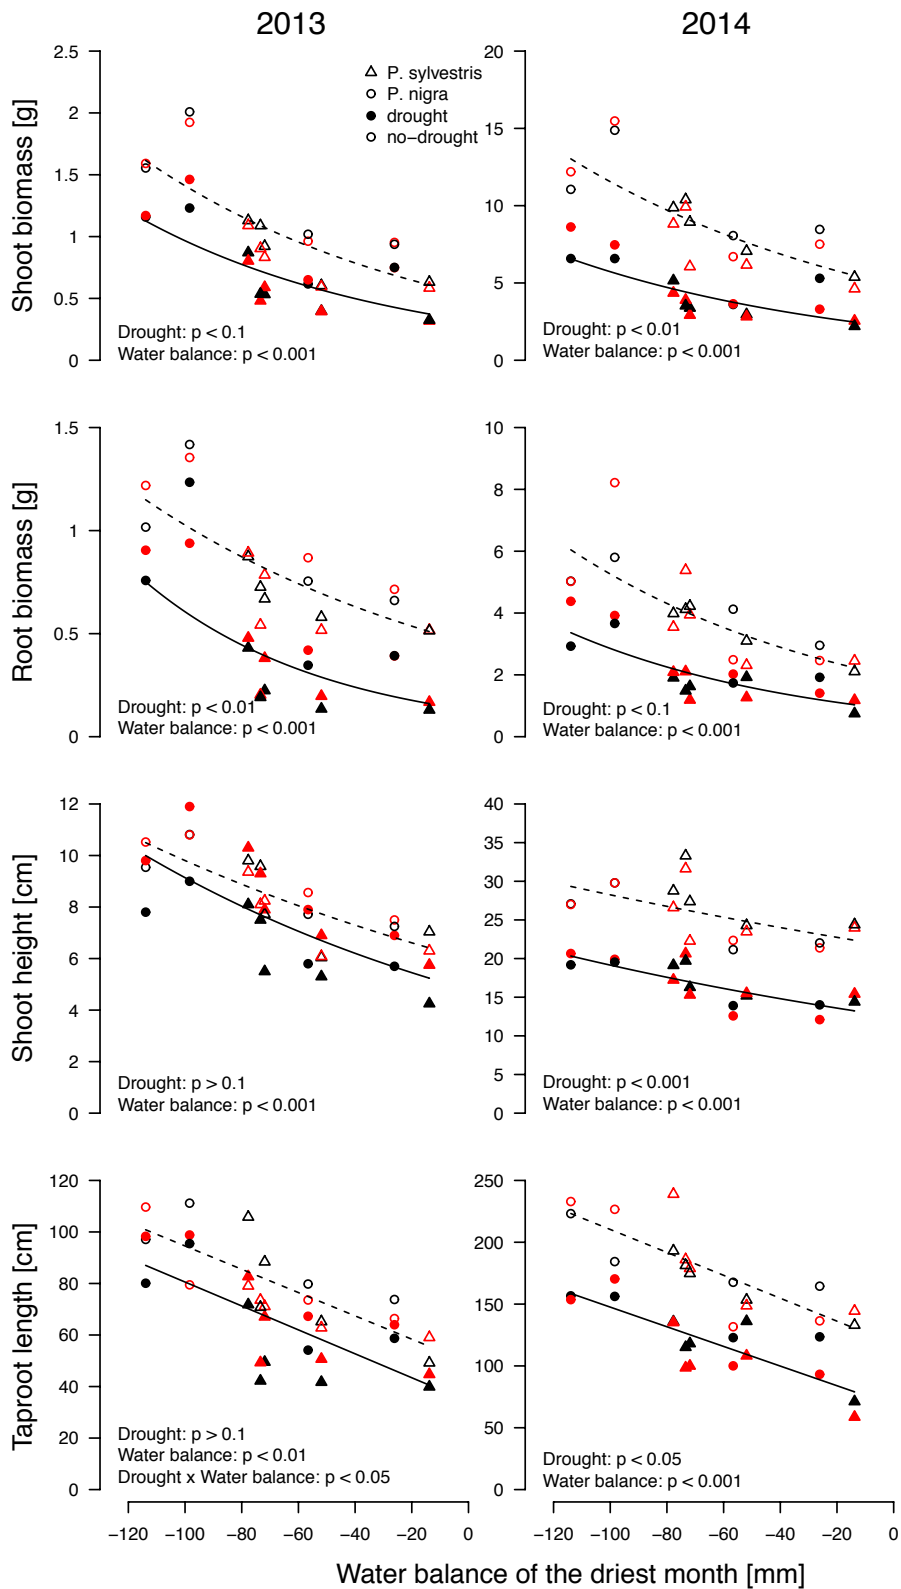 2013
2014
Shoot biomass [g]
2.5
2
1.5
1
0.5
0
P. sylvestris
P. nigra
drought
no−drought
Drought: p < 0.1
Water balance: p < 0.001
20
15
10
5
0
Drought: p < 0.01
Water balance: p < 0.001
Root biomass [g]
1.5
1
0.5
0
Drought: p < 0.01
Water balance: p < 0.001
10
8
6
4
2
0
Drought: p < 0.1
Water balance: p < 0.001
Shoot height [cm]
12
10
8
6
4
2
0
Drought: p > 0.1
Water balance: p < 0.001
40
35
30
25
20
15
10
5
0
Drought: p < 0.001
Water balance: p < 0.001
Taproot length [cm]
120
100
80
60
40
20
0
Drought: p > 0.1
Water balance: p < 0.01
Drought x Water balance: p < 0.05
−120 −100 −80 −60 −40 −20 0
250
200
150
100
50
0
Drought: p < 0.05
Water balance: p < 0.001
−120 −100 −80 −60 −40 −20 0
Water balance of the driest month [mm]